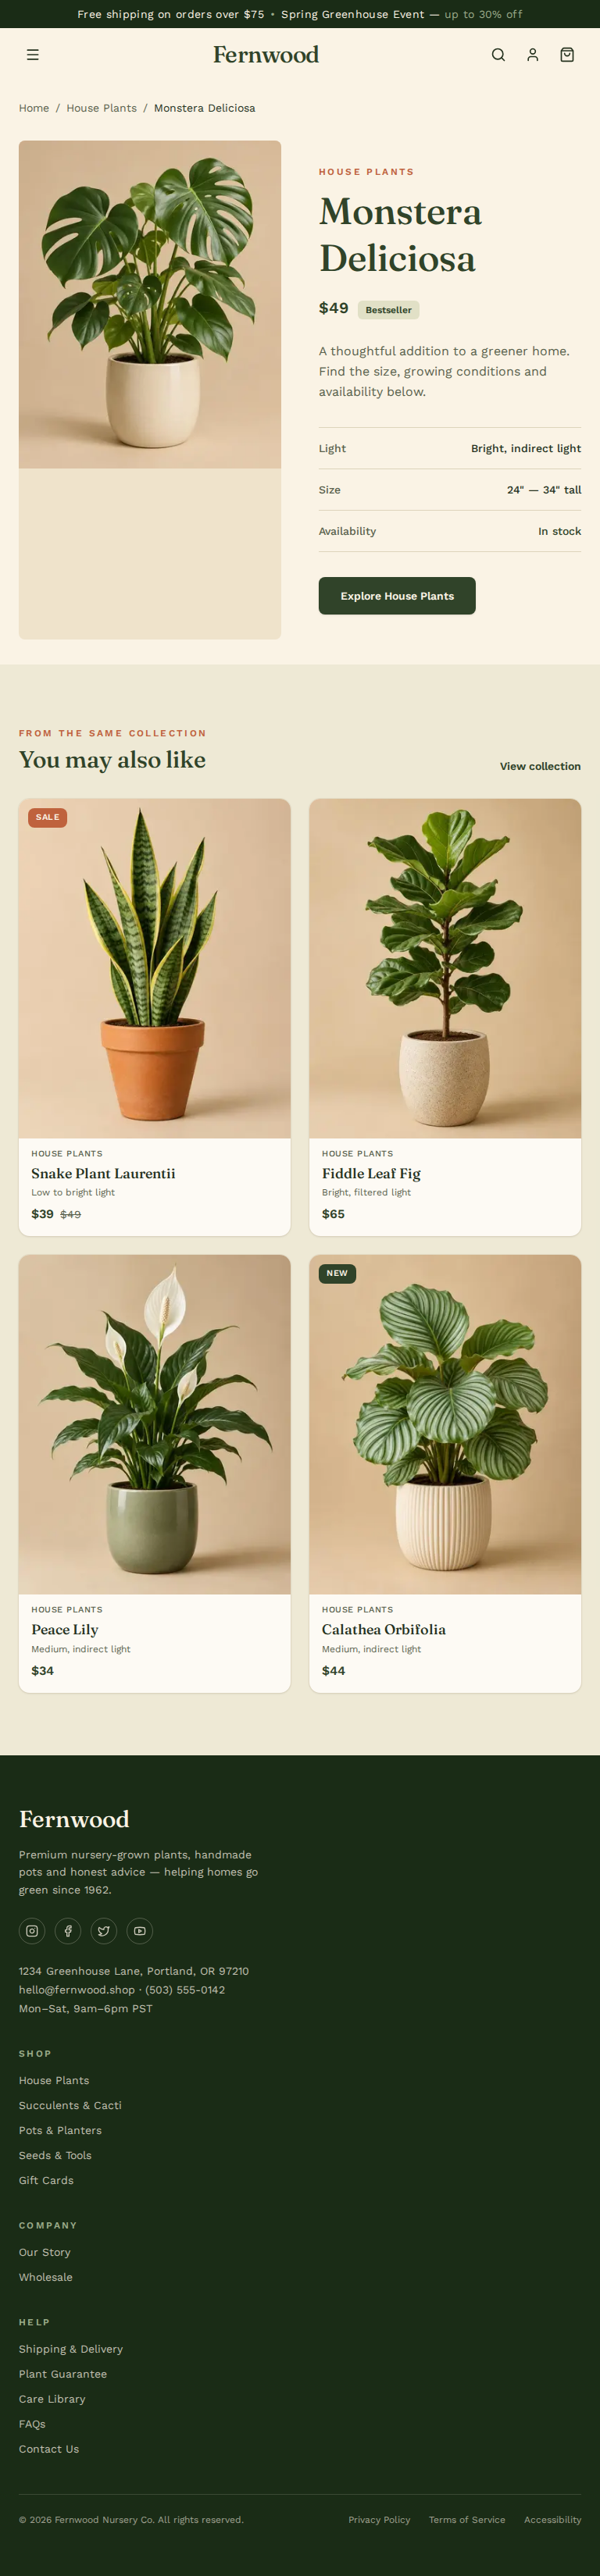 Free shipping on orders over $75 • Spring Greenhouse Event — up to 30% off
Fernwood
Home / House Plants / Monstera Deliciosa
HOUSE PLANTS
Monstera
Deliciosa
$49 Bestseller
A thoughtful addition to a greener home.
Find the size, growing conditions and
availability below.
Light Bright, indirect light
Size 24" — 34" tall
Availability In stock
Explore House Plants
FROM THE SAME COLLECTION
You may also like
View collection
SALE
HOUSE PLANTS
Snake Plant Laurentii
Low to bright light
$39 $49
HOUSE PLANTS
Fiddle Leaf Fig
Bright, filtered light
$65
HOUSE PLANTS
Peace Lily
Medium, indirect light
$34
NEW
HOUSE PLANTS
Calathea Orbifolia
Medium, indirect light
$44
Fernwood
Premium nursery-grown plants, handmade
pots and honest advice — helping homes go
green since 1962.
1234 Greenhouse Lane, Portland, OR 97210
hello@fernwood.shop · (503) 555-0142
Mon–Sat, 9am–6pm PST
SHOP
House Plants
Succulents & Cacti
Pots & Planters
Seeds & Tools
Gift Cards
COMPANY
Our Story
Wholesale
HELP
Shipping & Delivery
Plant Guarantee
Care Library
FAQs
Contact Us
© 2026 Fernwood Nursery Co. All rights reserved.
Privacy Policy Terms of Service Accessibility